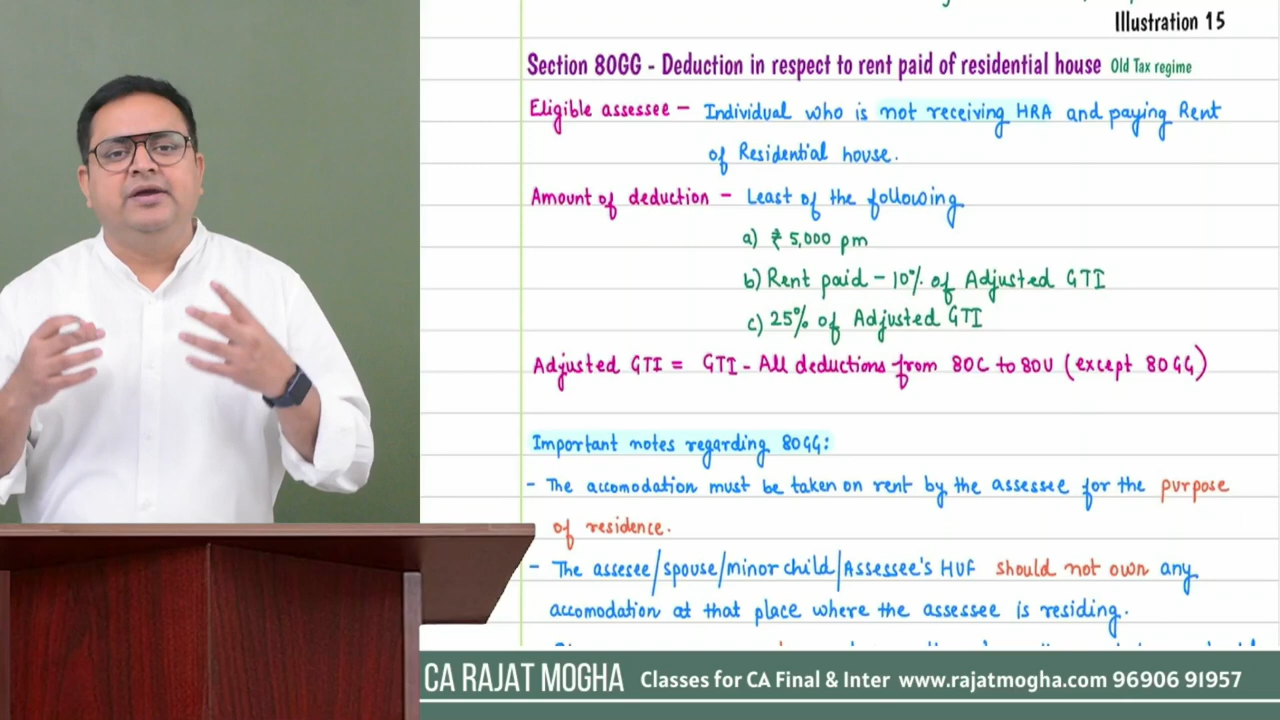 Illustration 15
Section 80GG - Deduction in respect to rent paid of residential house Old Tax regime
Eligible assessee - Individual who is not receiving HRA and paying Rent
of Residential house.
Amount of deduction - Least of the following
a) ₹ 5,000 pm
b) Rent paid - 10% of Adjusted GTI
c) 25% of Adjusted GTI
Adjusted GTI = GTI - All deductions from 80C to 80U (except 80GG)
Important notes regarding 80GG:
- The accomodation must be taken on rent by the assessee for the purpose
of residence.
- The assesee/spouse/minor child/Assessee's HUF should not own any
accomodation at that place where the assessee is residing.
CA RAJAT MOGHA Classes for CA Final & Inter www.rajatmogha.com 96906 91957